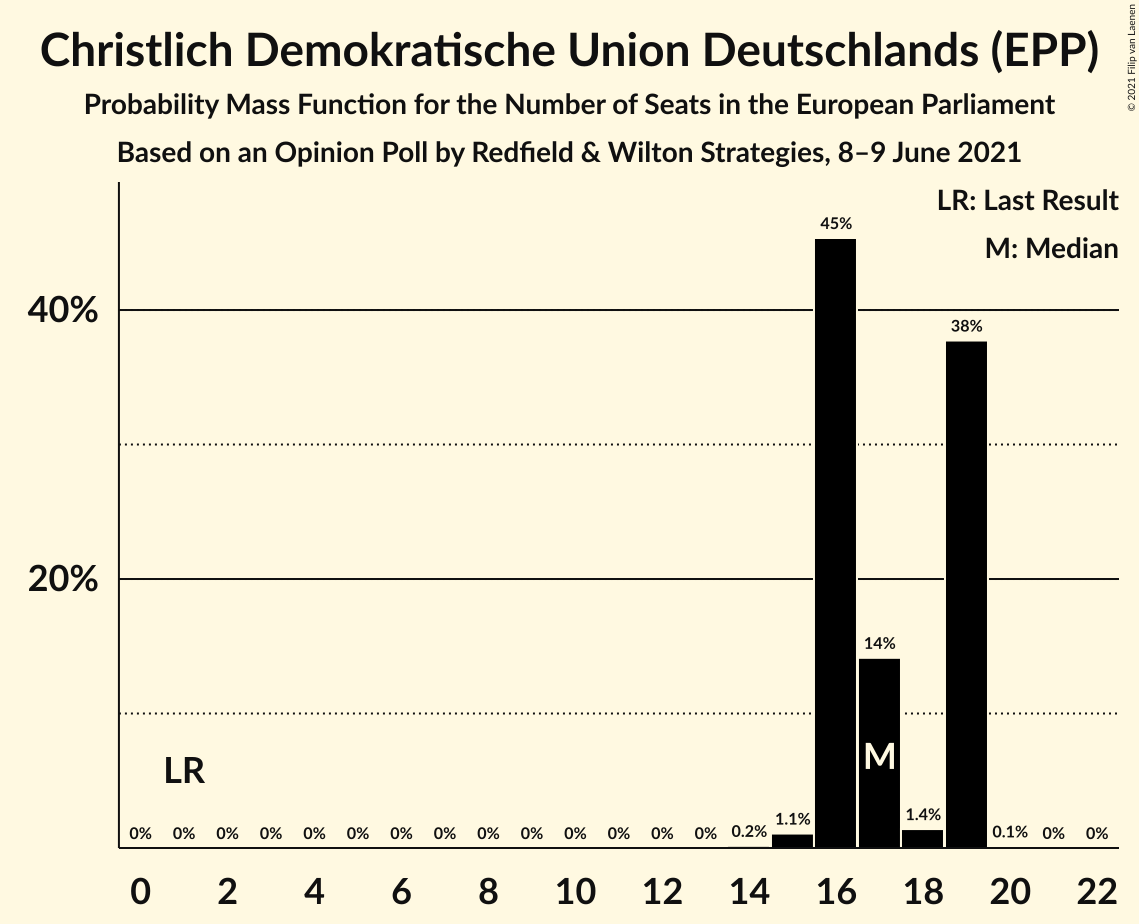 Christlich Demokratische Union Deutschlands (EPP)
Probability Mass Function for the Number of Seats in the European Parliament
Based on an Opinion Poll by Redfield & Wilton Strategies, 8–9 June 2021
© 2021 Filip van Laenen
LR: Last Result
M: Median
45%
40%
38%
20%
14%
M
LR
0% 0% 0% 0% 0% 0% 0% 0% 0% 0% 0% 0% 0% 0% 0.2% 1.1% 1.4% 0.1% 0% 0%
0 2 4 6 8 10 12 14 16 18 20 22